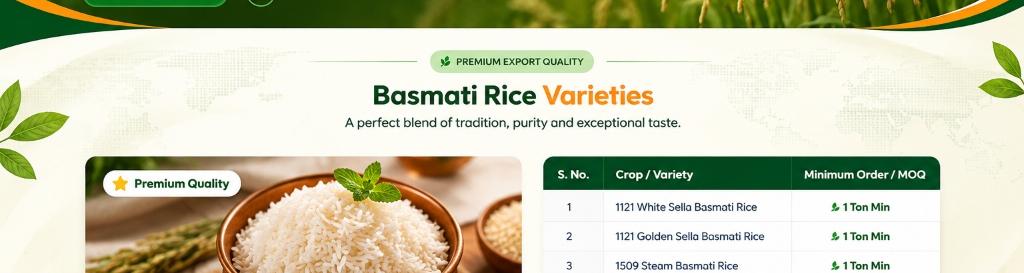 PREMIUM EXPORT QUALITY
Basmati Rice Varieties
A perfect blend of tradition, purity and exceptional taste.
Premium Quality
S. No. Crop / Variety Minimum Order / MOQ
1 1121 White Sella Basmati Rice 1 Ton Min
2 1121 Golden Sella Basmati Rice 1 Ton Min
3 1509 Steam Basmati Rice 1 Ton Min